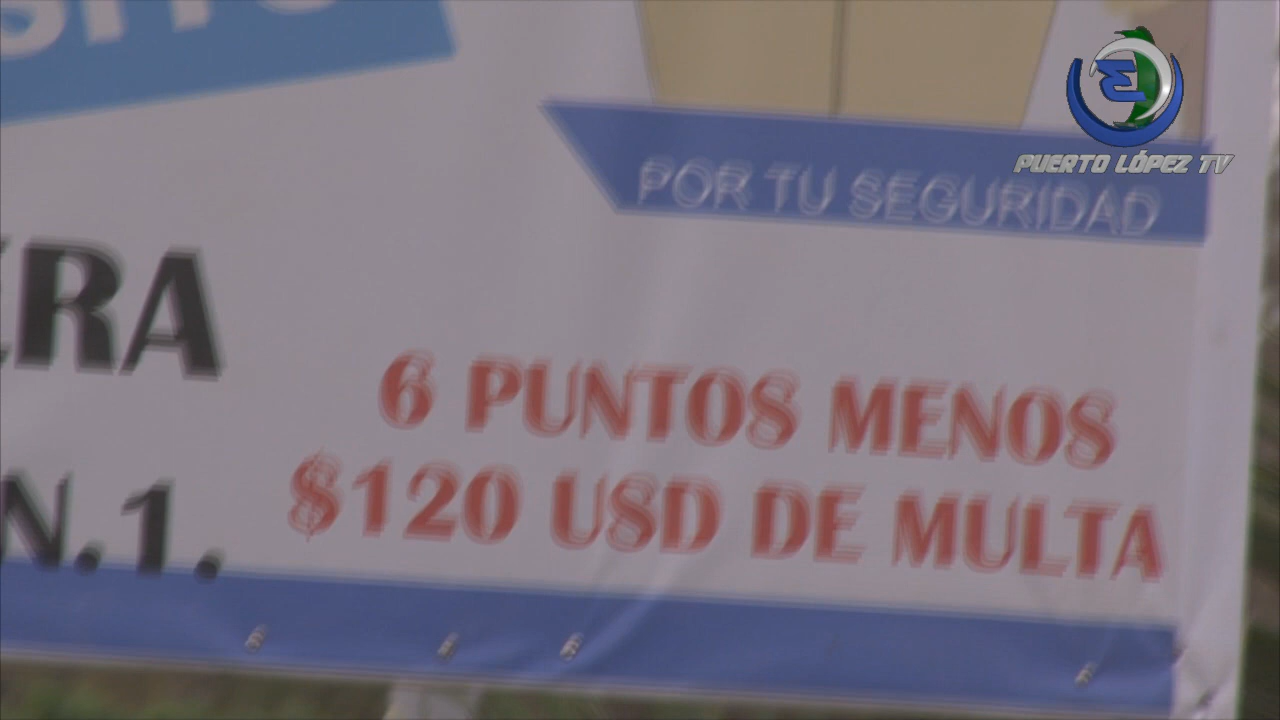 PUERTO LÓPEZ TV
POR TU SEGURIDAD
ERA
6 PUNTOS MENOS
$120 USD DE MULTA
N.1.